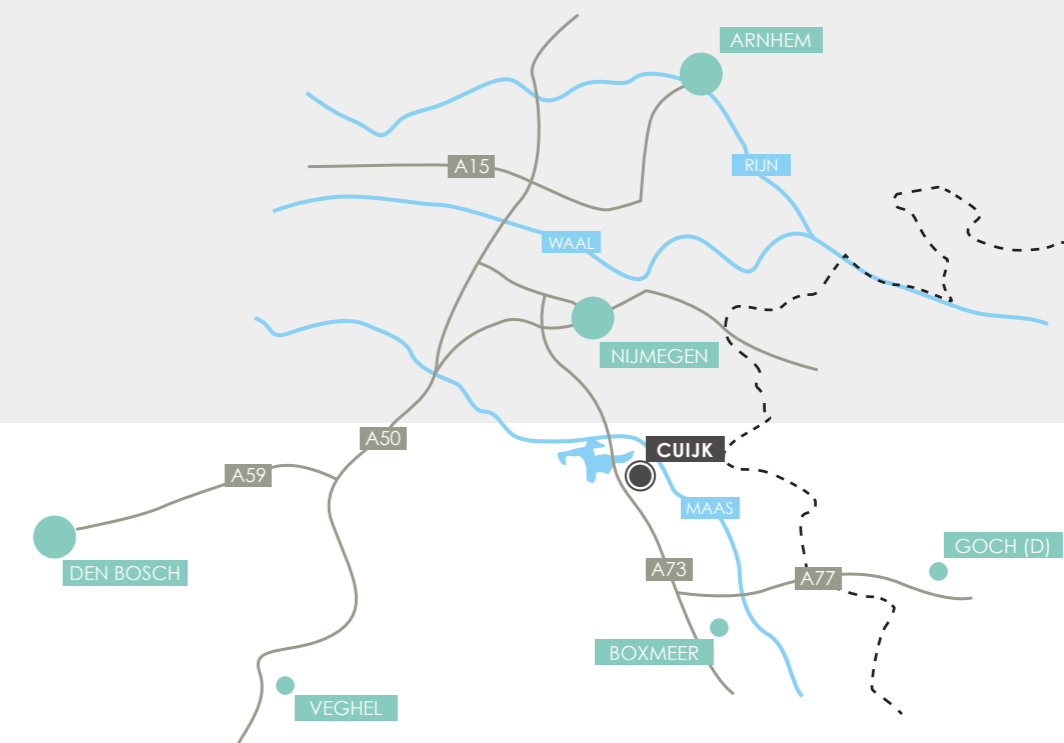 ARNHEM
RIJN
A15
WAAL
NIJMEGEN
A50
CUIJK
A59
MAAS
GOCH (D)
DEN BOSCH
A73
A77
BOXMEER
VEGHEL